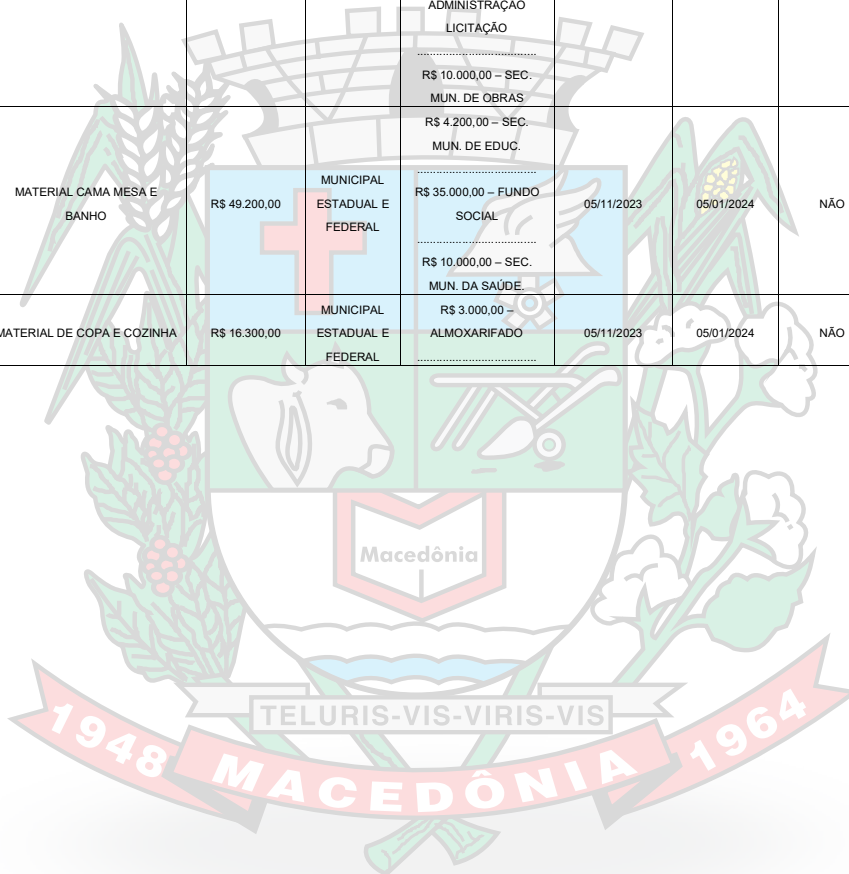 ADMINISTRAÇÃO
LICITAÇÃO
......................................
R$ 10.000,00 – SEC.
MUN. DE OBRAS
MATERIAL CAMA MESA E
BANHO
R$ 49.200,00
MUNICIPAL
ESTADUAL E
FEDERAL
R$ 4.200,00 – SEC.
MUN. DE EDUC.
......................................
R$ 35.000,00 – FUNDO
SOCIAL
......................................
R$ 10.000,00 – SEC.
MUN. DA SAÚDE.
05/11/2023
05/01/2024
NÃO
MATERIAL DE COPA E COZINHA
R$ 16.300,00
MUNICIPAL
ESTADUAL E
FEDERAL
R$ 3.000,00 –
ALMOXARIFADO
......................................
05/11/2023
05/01/2024
NÃO
Macedônia
TELURIS-VIS-VIRIS-VIS
1948 MACEDÔNIA 1964